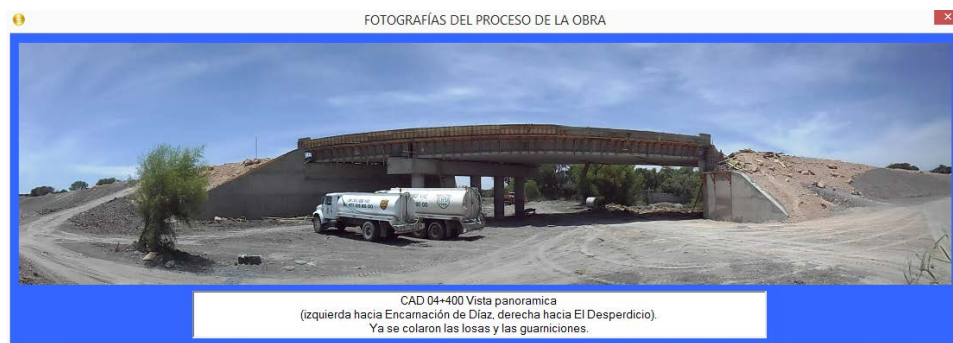 FOTOGRAFÍAS DEL PROCESO DE LA OBRA
CAD 04+400 Vista panoramica
(izquierda hacia Encarnación de Díaz, derecha hacia El Desperdicio).
Ya se colaron las losas y las guarniciones.